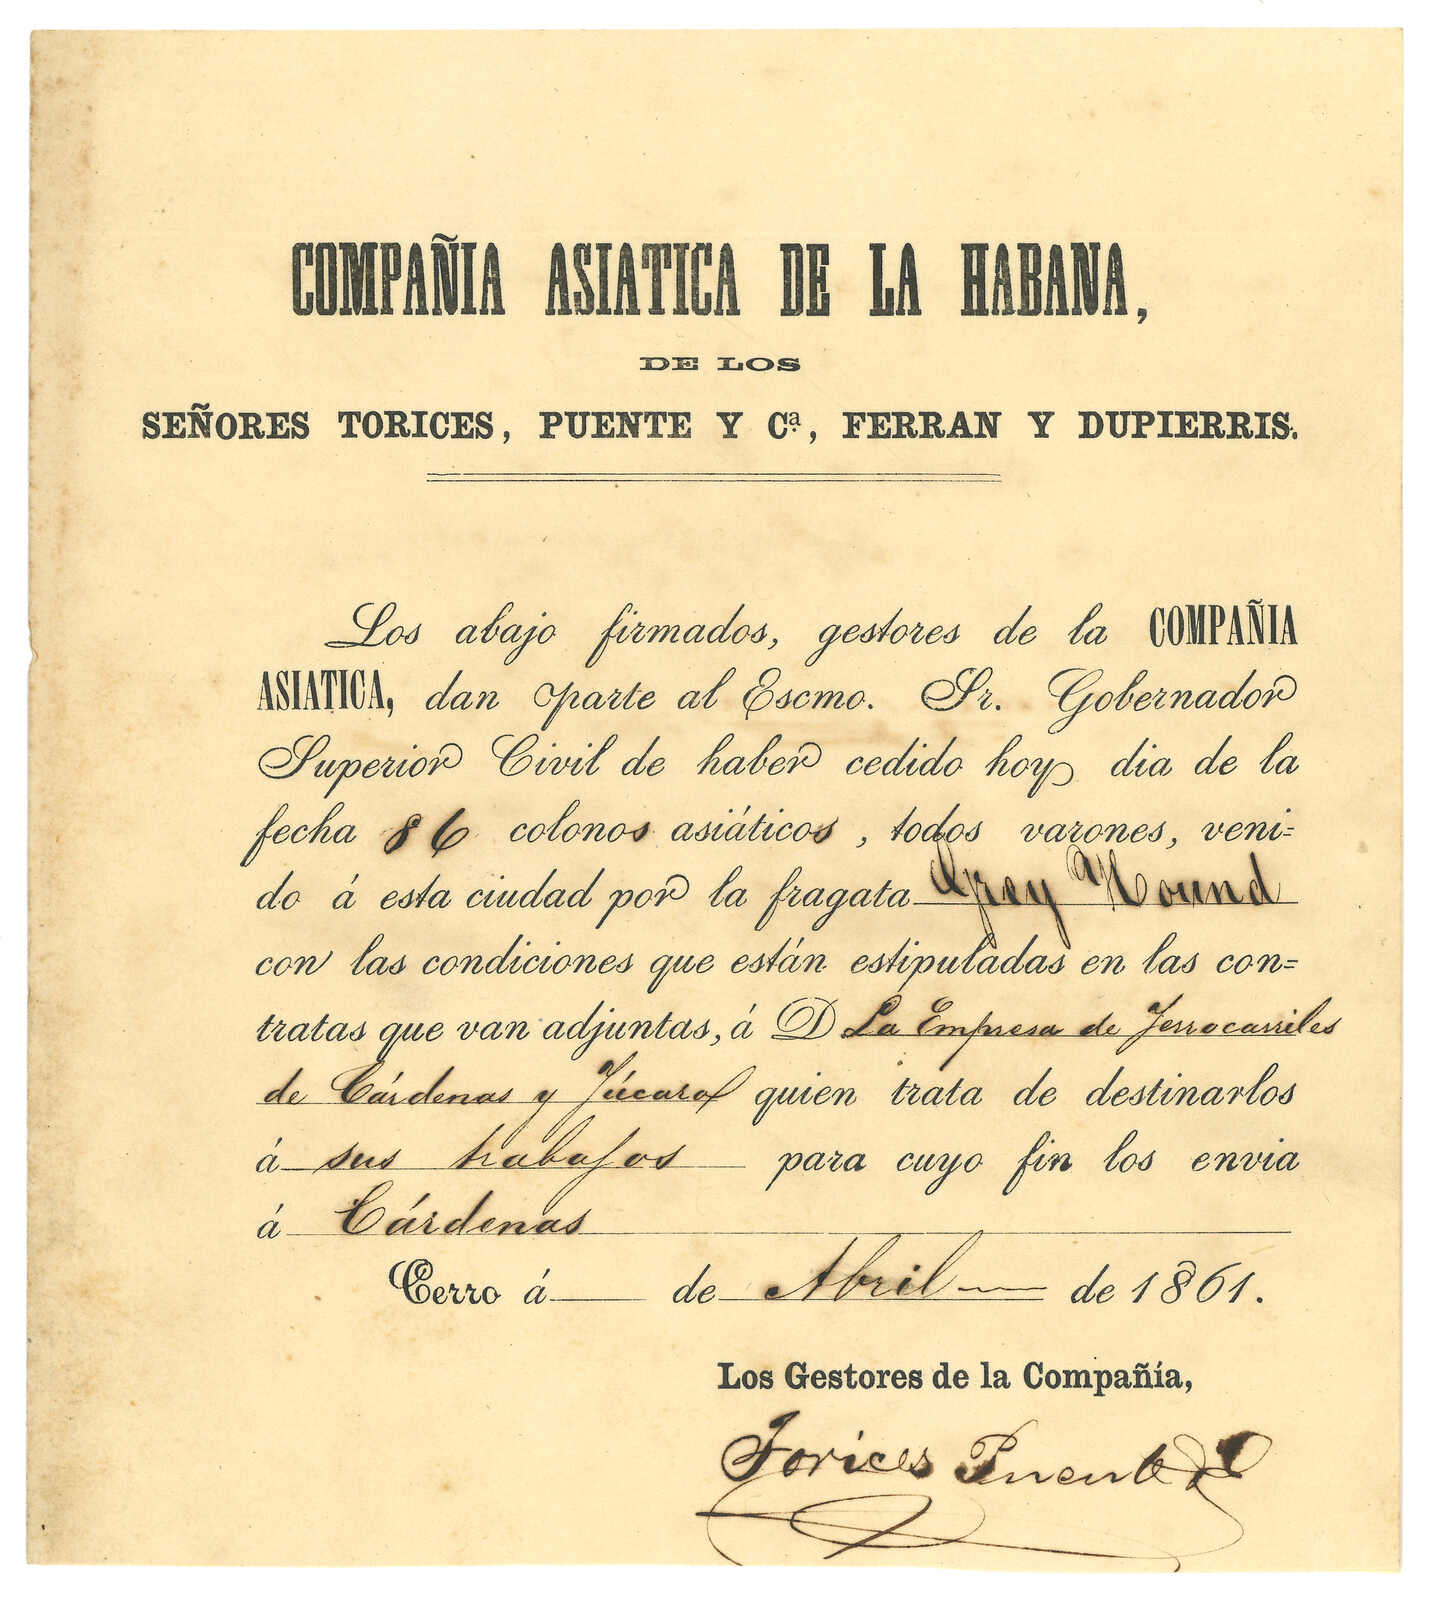 COMPAÑIA ASIATICA DE LA HABANA,
DE LOS
SEÑORES TORICES, PUENTE Y Cª, FERRAN Y DUPIERRIS.
Los abajo firmados, gestores de la COMPAÑIA
ASIATICA, dan parte al Escmo. Sr. Gobernador
Superior Civil de haber cedido hoy dia de la
fecha 86 colonos asiáticos, todos varones, veni=
do á esta ciudad por la fragata Grey Hound
con las condiciones que están estipuladas en las con=
tratas que van adjuntas, á D La Empresa de Ferrocarriles
de Cárdenas y Júcaro quien trata de destinarlos
á sus trabajos para cuyo fin los envia
á Cárdenas
Cerro á de Abril de 1861.
Los Gestores de la Compañía,
Torices Puente y C